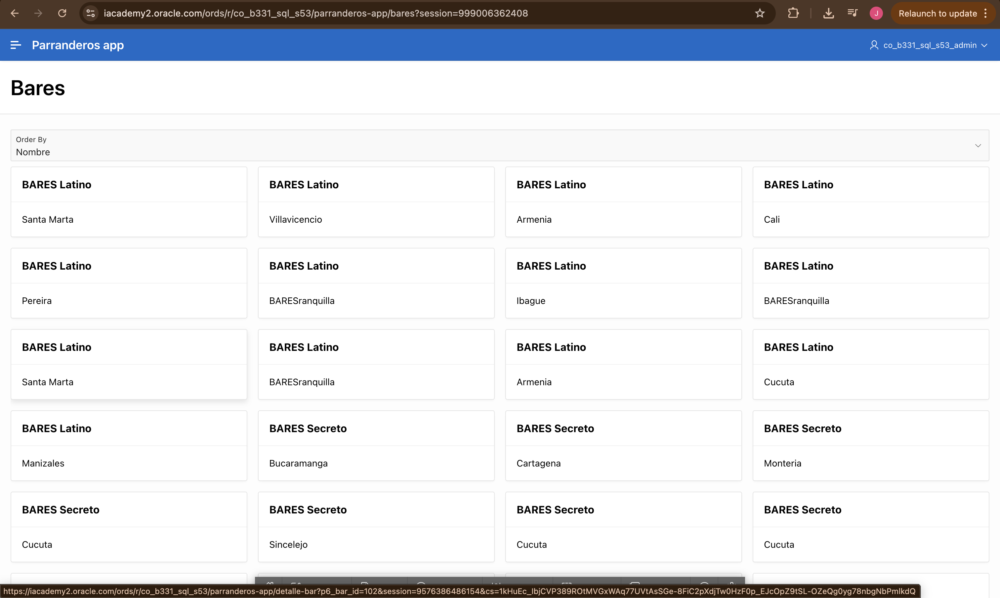 iacademy2.oracle.com/ords/r/co_b331_sql_s53/parranderos-app/bares?session=999006362408
J
Relaunch to update
Parranderos app
co_b331_sql_s53_admin
Bares
Order By
Nombre
BARES Latino
BARES Latino
BARES Latino
BARES Latino
Santa Marta
Villavicencio
Armenia
Cali
BARES Latino
BARES Latino
BARES Latino
BARES Latino
Pereira
BARESranquilla
Ibague
BARESranquilla
BARES Latino
BARES Latino
BARES Latino
BARES Latino
Santa Marta
BARESranquilla
Armenia
Cucuta
BARES Latino
BARES Secreto
BARES Secreto
BARES Secreto
Manizales
Bucaramanga
Cartagena
Monteria
BARES Secreto
BARES Secreto
BARES Secreto
BARES Secreto
Cucuta
Sincelejo
Cucuta
Cucuta
https://iacademy2.oracle.com/ords/r/co_b331_sql_s53/parranderos-app/detalle-bar?p6_bar_id=102&session=9576386486154&cs=1kHuEc_IbjCVP389ROtMVGxWAq77UVtAsSGe-8FiC2pXdjTw0HzF0p_EJcOpZ9tSL-OZeQg0yg78nbgNbPmlkdQ